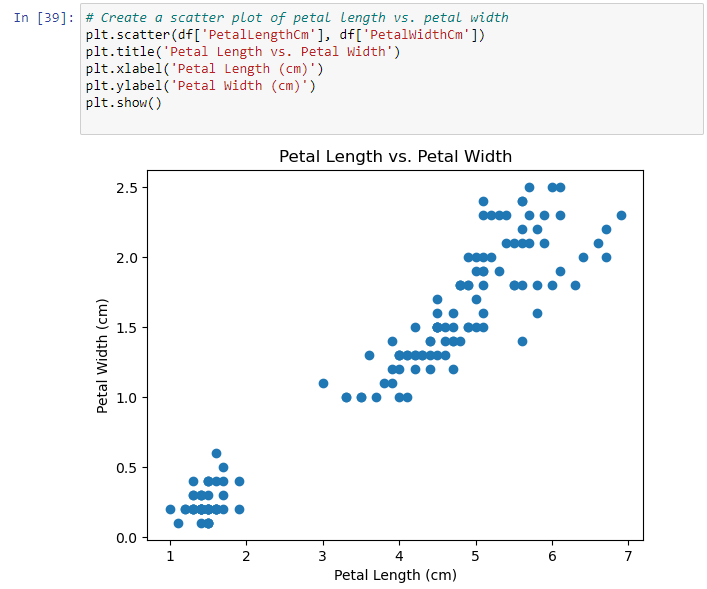 In [39]: # Create a scatter plot of petal length vs. petal width
plt.scatter(df['PetalLengthCm'], df['PetalWidthCm'])
plt.title('Petal Length vs. Petal Width')
plt.xlabel('Petal Length (cm)')
plt.ylabel('Petal Width (cm)')
plt.show()
Petal Length vs. Petal Width
2.5
2.0
1.5
1.0
0.5
0.0
Petal Width (cm)
1 2 3 4 5 6 7
Petal Length (cm)